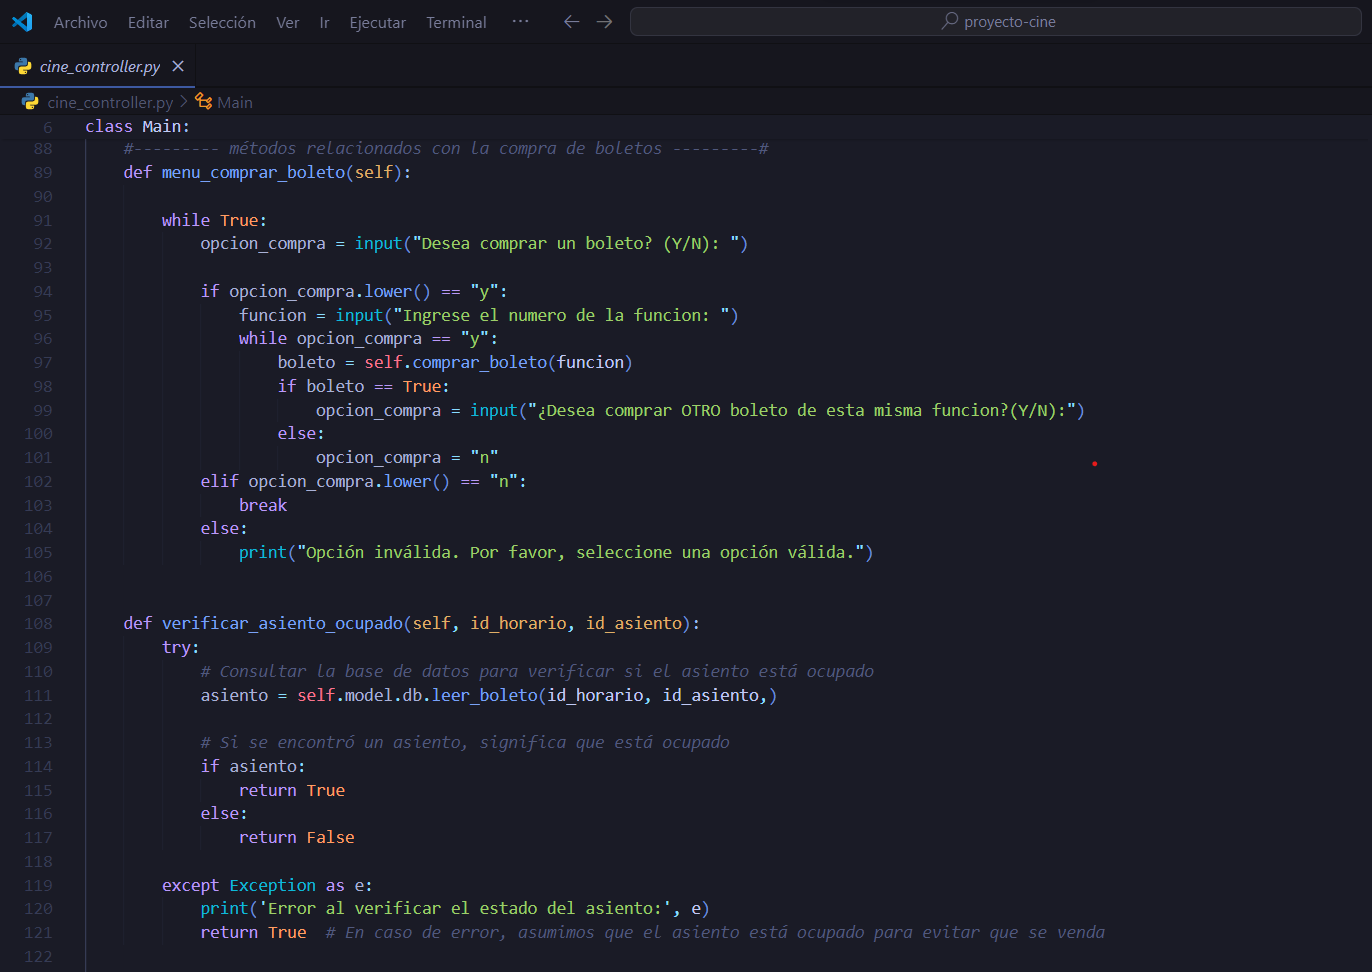 Archivo Editar Selección Ver Ir Ejecutar Terminal ··· proyecto-cine
cine_controller.py
cine_controller.py > Main
6 class Main:
88 #--------- métodos relacionados con la compra de boletos ---------#
89 def menu_comprar_boleto(self):
90
91 while True:
92 opcion_compra = input("Desea comprar un boleto? (Y/N): ")
93
94 if opcion_compra.lower() == "y":
95 funcion = input("Ingrese el numero de la funcion: ")
96 while opcion_compra == "y":
97 boleto = self.comprar_boleto(funcion)
98 if boleto == True:
99 opcion_compra = input("¿Desea comprar OTRO boleto de esta misma funcion?(Y/N):")
100 else:
101 opcion_compra = "n"
102 elif opcion_compra.lower() == "n":
103 break
104 else:
105 print("Opción inválida. Por favor, seleccione una opción válida.")
106
107
108 def verificar_asiento_ocupado(self, id_horario, id_asiento):
109 try:
110 # Consultar la base de datos para verificar si el asiento está ocupado
111 asiento = self.model.db.leer_boleto(id_horario, id_asiento,)
112
113 # Si se encontró un asiento, significa que está ocupado
114 if asiento:
115 return True
116 else:
117 return False
118
119 except Exception as e:
120 print('Error al verificar el estado del asiento:', e)
121 return True # En caso de error, asumimos que el asiento está ocupado para evitar que se venda
122